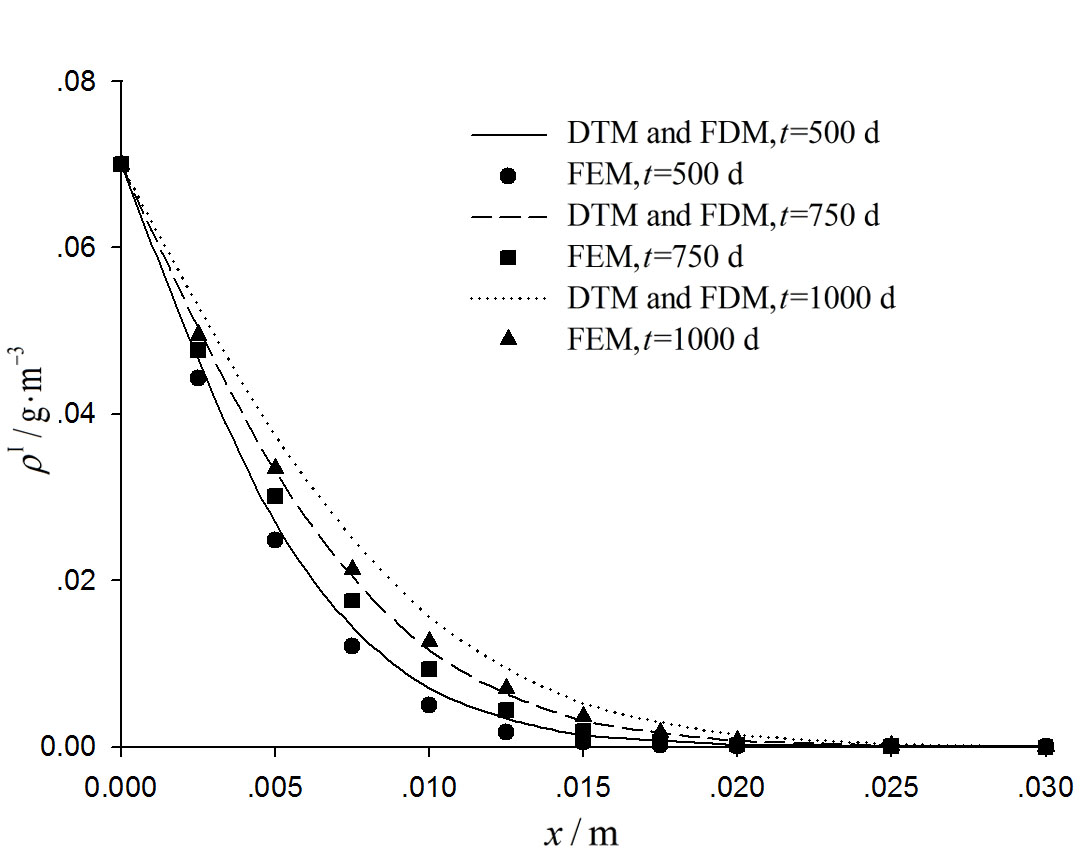 .08
.06
.04
.02
0.00
ρᴵ / g·m⁻³
DTM and FDM,t=500 d
FEM,t=500 d
DTM and FDM,t=750 d
FEM,t=750 d
DTM and FDM,t=1000 d
FEM,t=1000 d
0.000 .005 .010 .015 .020 .025 .030
x / m